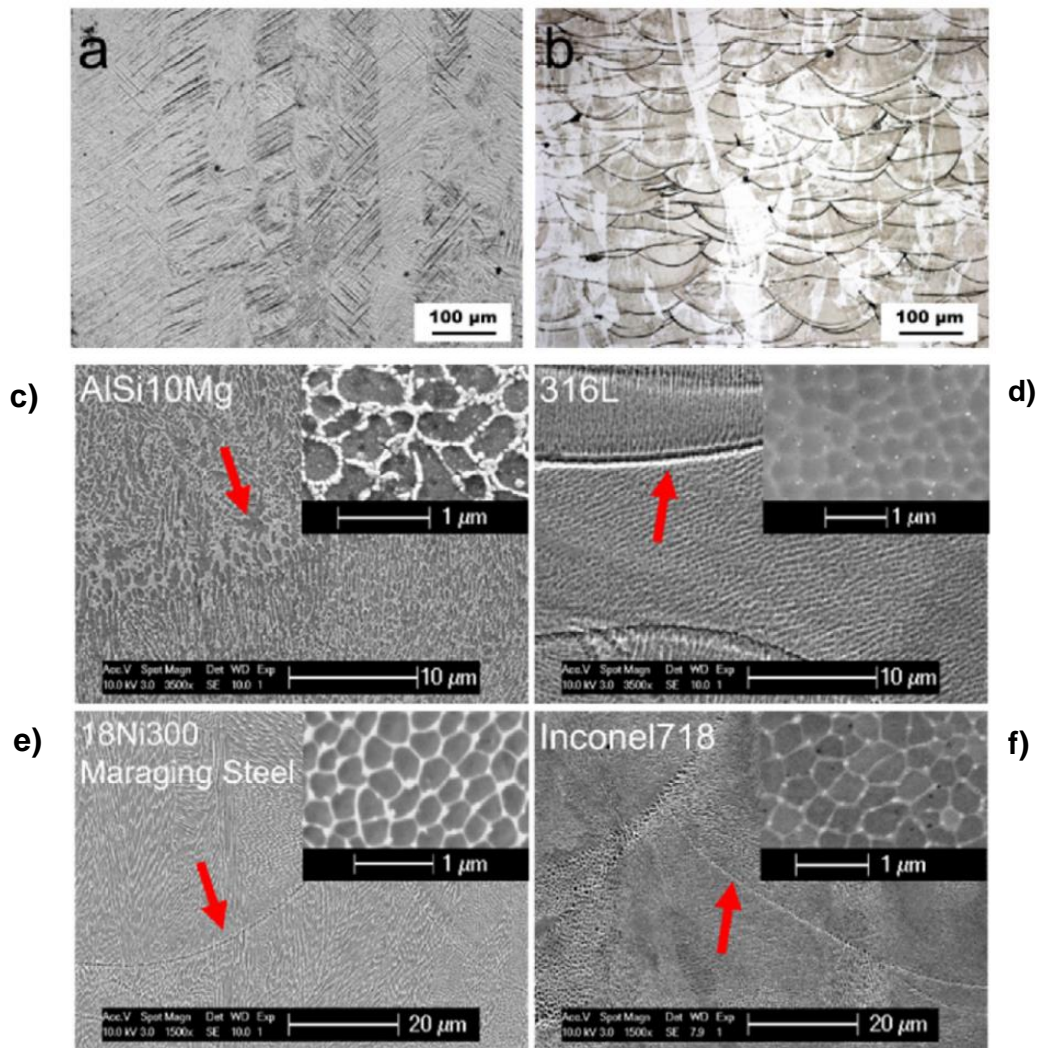 a
b
100 µm
100 µm
c)
AlSi10Mg
1 µm
Acc.V Spot Magn Det WD Exp
10.0 kV 3.0 3500x SE 10.0 1
10 µm
316L
d)
1 µm
Acc.V Spot Magn Det WD Exp
10.0 kV 3.0 3500x SE 10.0 1
10 µm
e)
18Ni300
Maraging Steel
1 µm
Acc.V Spot Magn Det WD Exp
10.0 kV 3.0 1500x SE 10.0 1
20 µm
Inconel718
f)
1 µm
Acc.V Spot Magn Det WD Exp
10.0 kV 3.0 1500x SE 7.9 1
20 µm